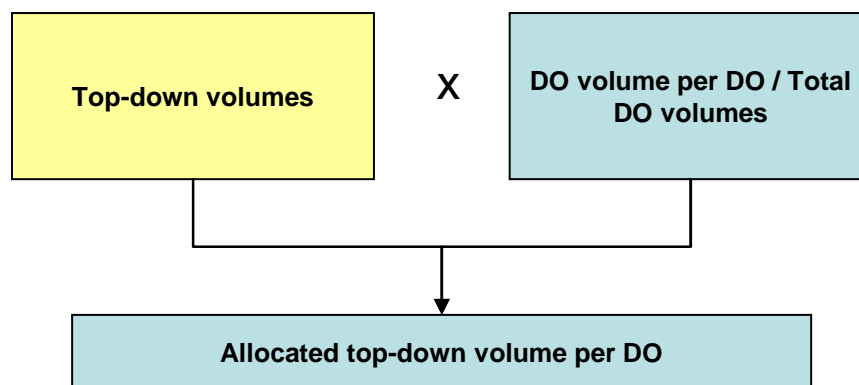 Top-down volumes
X
DO volume per DO / Total
DO volumes
Allocated top-down volume per DO